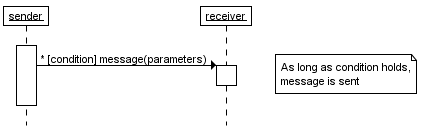 sender
receiver
* [condition] message(parameters)
As long as condition holds,
message is sent